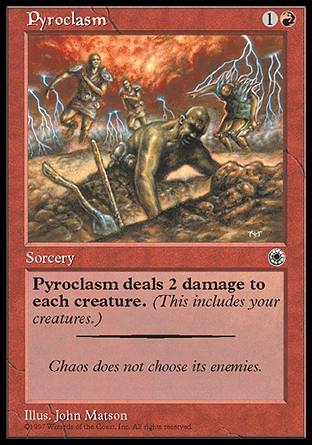 Pyroclasm 1
Sorcery
Pyroclasm deals 2 damage to
each creature. (This includes your
creatures.)
Chaos does not choose its enemies.
Illus. John Matson
©1997 Wizards of the Coast, Inc. All rights reserved.